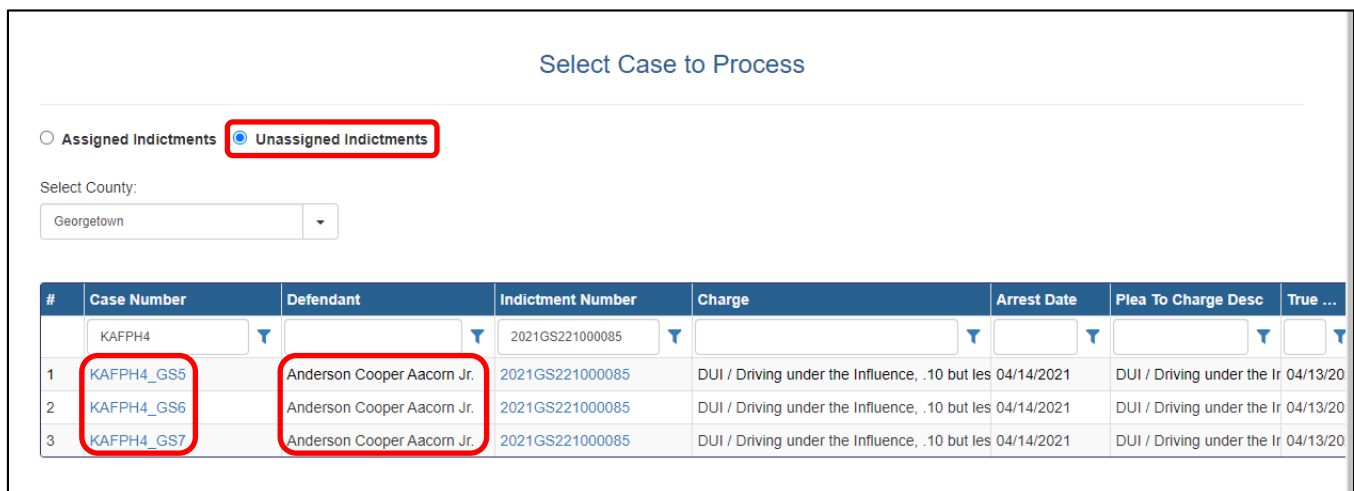 Select Case to Process
Assigned Indictments Unassigned Indictments
Select County:
Georgetown
# Case Number Defendant Indictment Number Charge Arrest Date Plea To Charge Desc True ...
KAFPH4 2021GS221000085
1 KAFPH4_GS5 Anderson Cooper Aacorn Jr. 2021GS221000085 DUI / Driving under the Influence, .10 but les 04/14/2021 DUI / Driving under the Ir 04/13/20
2 KAFPH4_GS6 Anderson Cooper Aacorn Jr. 2021GS221000085 DUI / Driving under the Influence, .10 but les 04/14/2021 DUI / Driving under the Ir 04/13/20
3 KAFPH4_GS7 Anderson Cooper Aacorn Jr. 2021GS221000085 DUI / Driving under the Influence, .10 but les 04/14/2021 DUI / Driving under the Ir 04/13/20